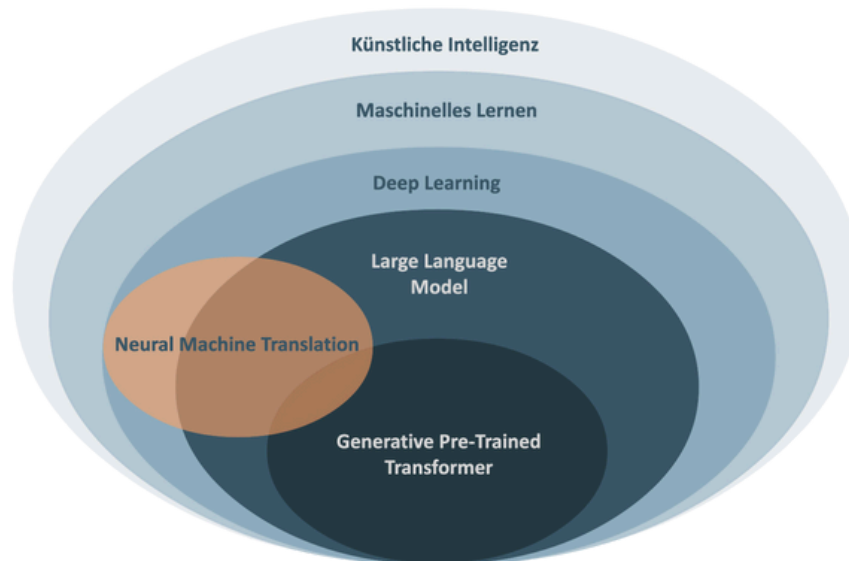 Künstliche Intelligenz
Maschinelles Lernen
Deep Learning
Large Language
Model
Neural Machine Translation
Generative Pre-Trained
Transformer